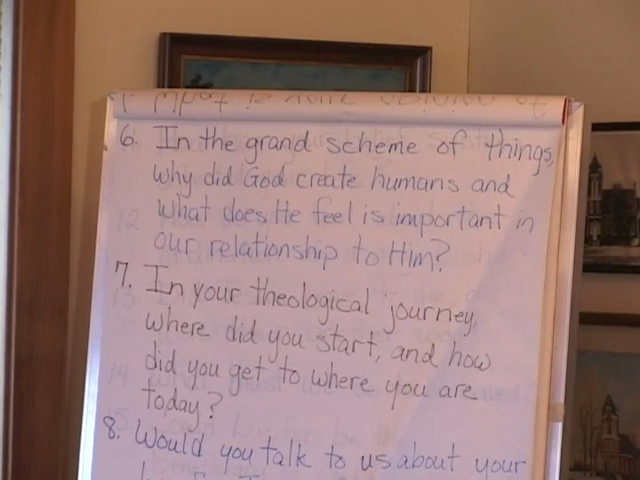 6. In the grand scheme of things,
why did God create humans and
what does He feel is important in
our relationship to Him?
7. In your theological journey,
where did you start, and how
did you get to where you are
today?
8. Would you talk to us about your